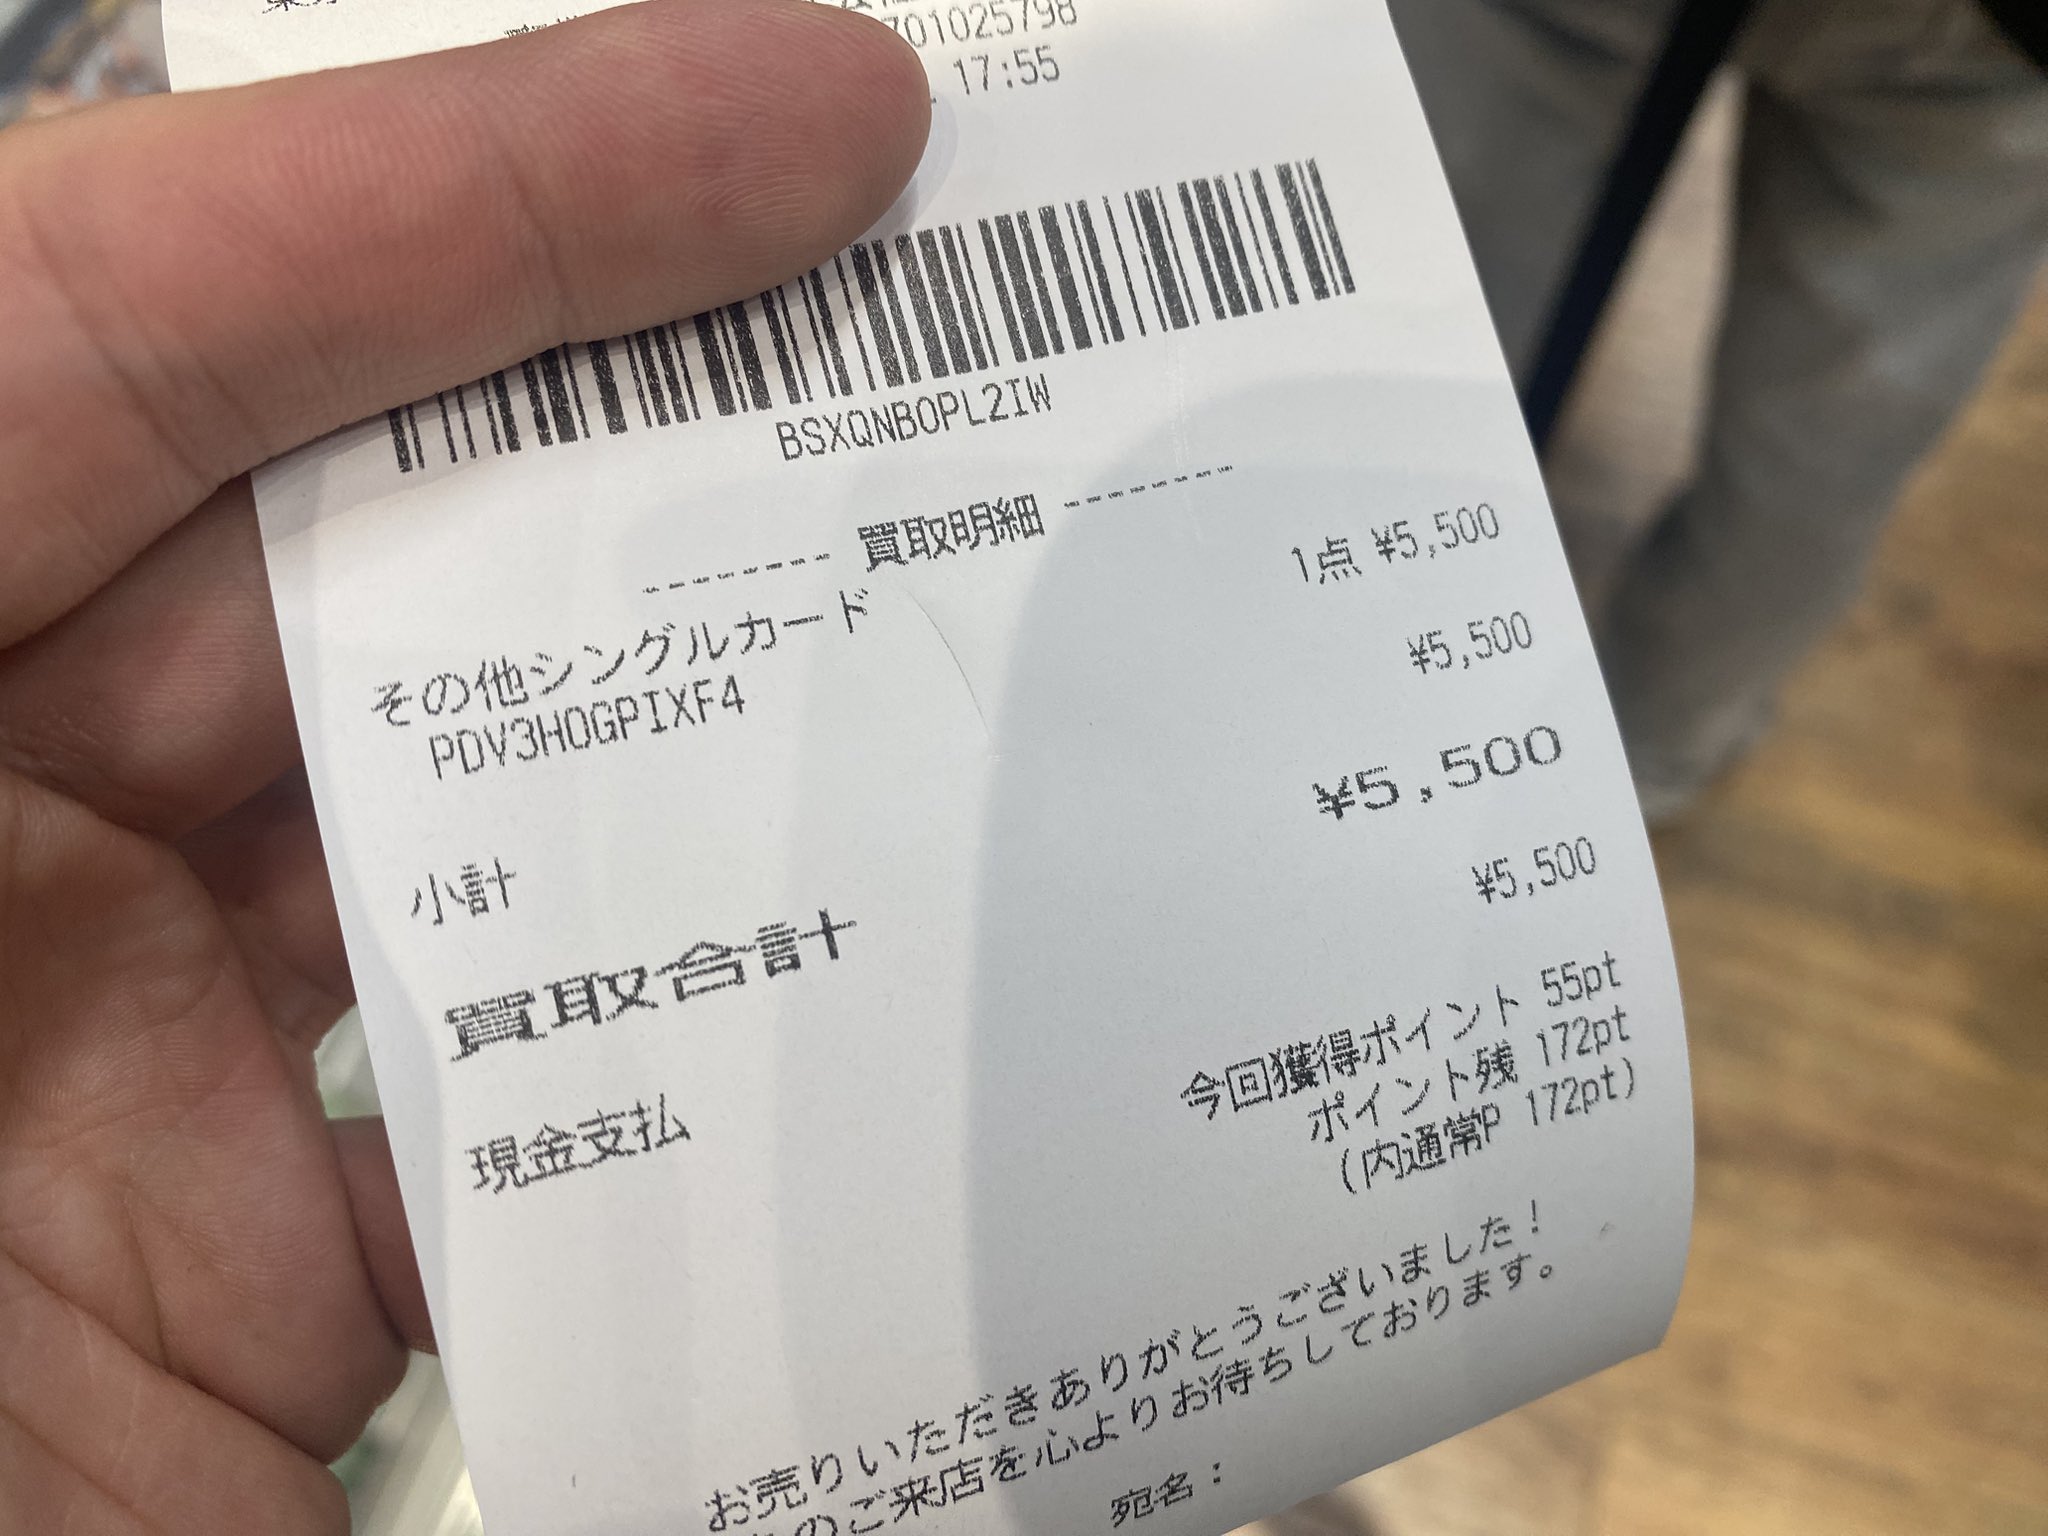 701025798
17:55
BSXQNBOPL2IW
-------- 買取明細 --------
その他シングルカード 1点 ¥5,500
PDV3HOGPIXF4
小計 ¥5,500
買取合計 ¥5,500
現金支払 ¥5,500
今回獲得ポイント 55pt
ポイント残 172pt
(内通常P 172pt)
お売りいただきありがとうございました!
のご来店を心よりお待ちしております。
宛名: